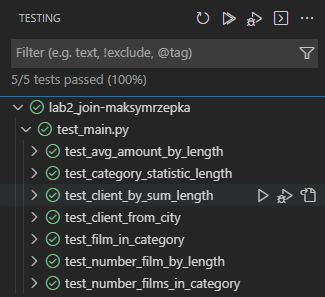 TESTING
Filter (e.g. text, !exclude, @tag)
5/5 tests passed (100%)
lab2_join-maksymrzepka
test_main.py
test_avg_amount_by_length
test_category_statistic_length
test_client_by_sum_length
test_client_from_city
test_film_in_category
test_number_film_by_length
test_number_films_in_category